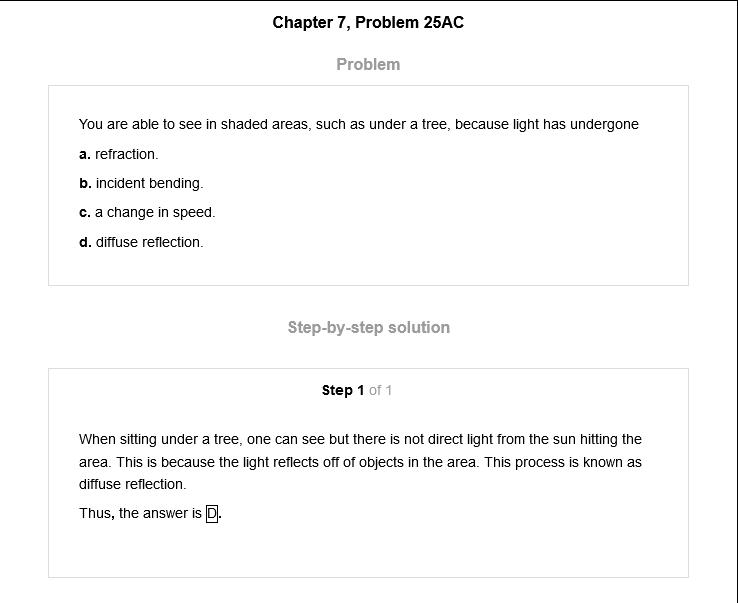 Chapter 7, Problem 25AC
Problem
You are able to see in shaded areas, such as under a tree, because light has undergone
a. refraction.
b. incident bending.
c. a change in speed.
d. diffuse reflection.
Step-by-step solution
Step 1 of 1
When sitting under a tree, one can see but there is not direct light from the sun hitting the
area. This is because the light reflects off of objects in the area. This process is known as
diffuse reflection.
Thus, the answer is D.